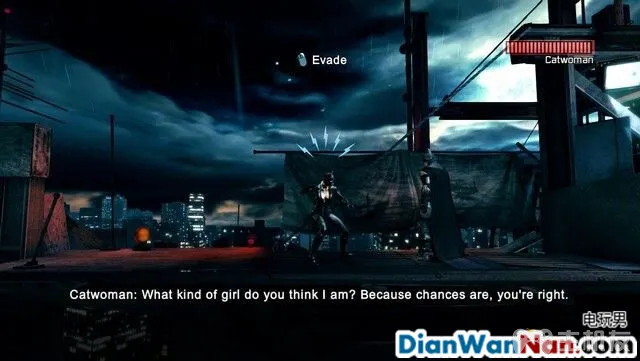 Evade
Catwoman
Catwoman: What kind of girl do you think I am? Because chances are, you're right.
电玩男
DianWanNan.com